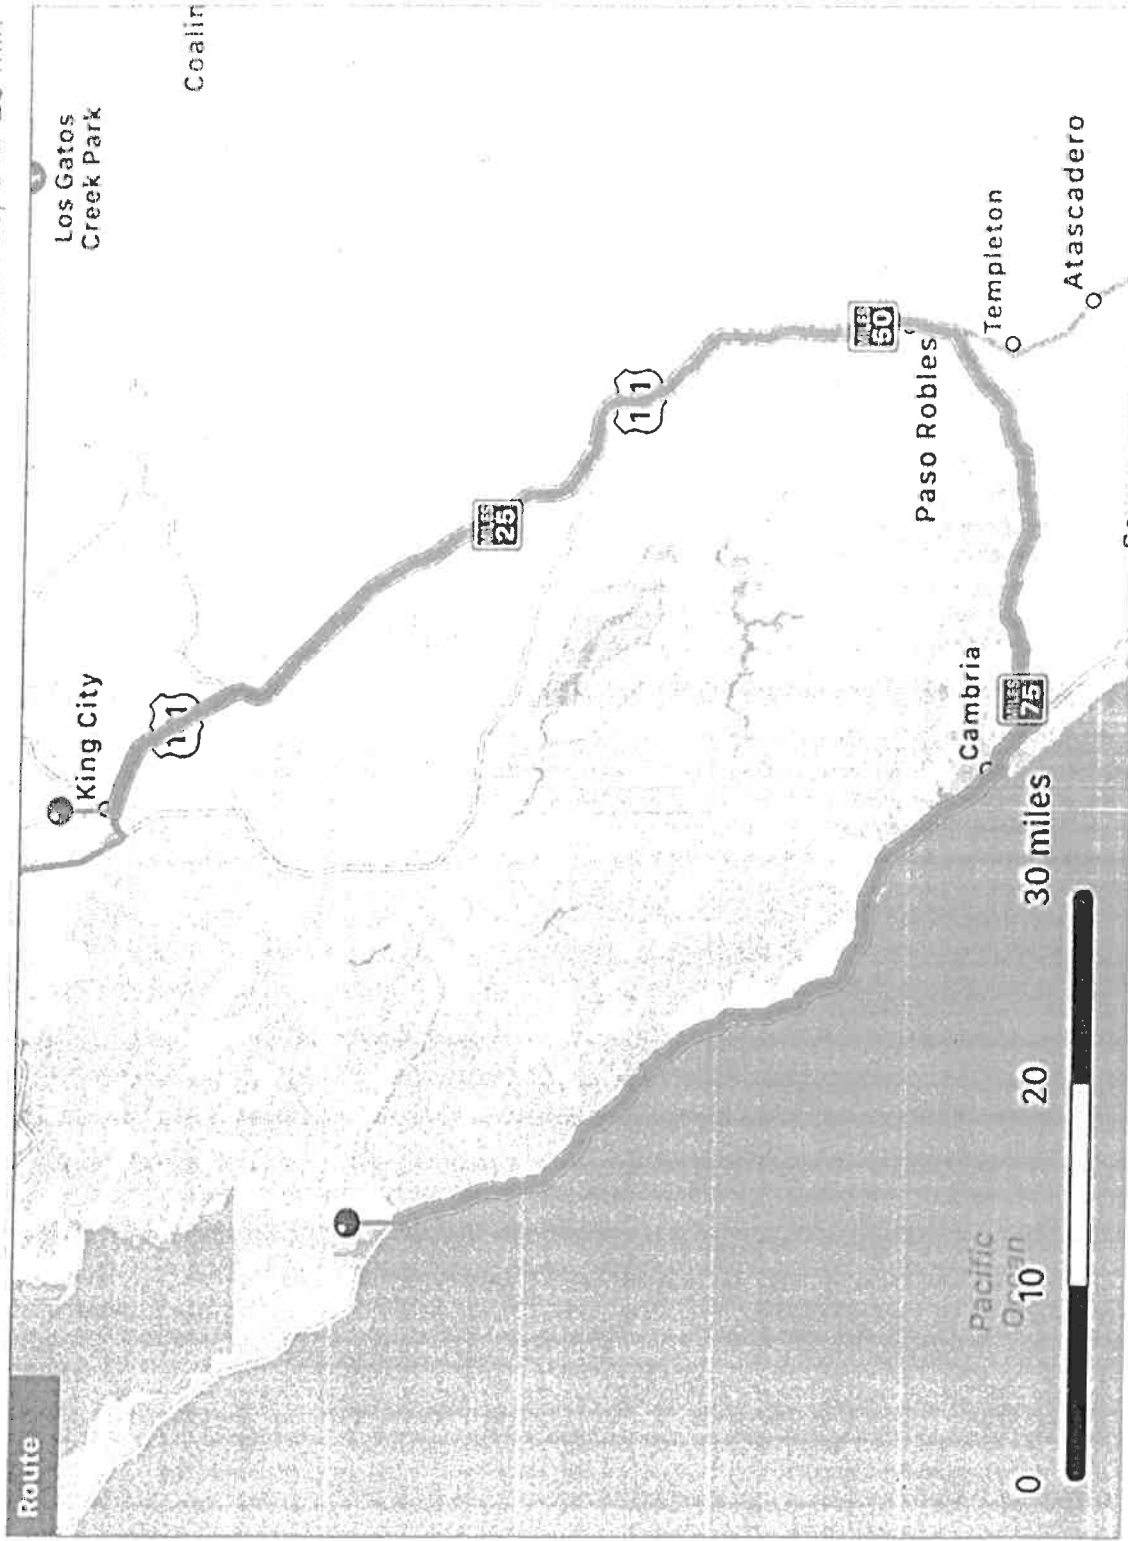 Route
King City
101
Los Gatos
Creek Park
Coalin
MILES
25
101
MILES
50
Paso Robles
Templeton
Atascadero
Cambria
MILES
75
Pacific
Ocean
0
10
20
30 miles